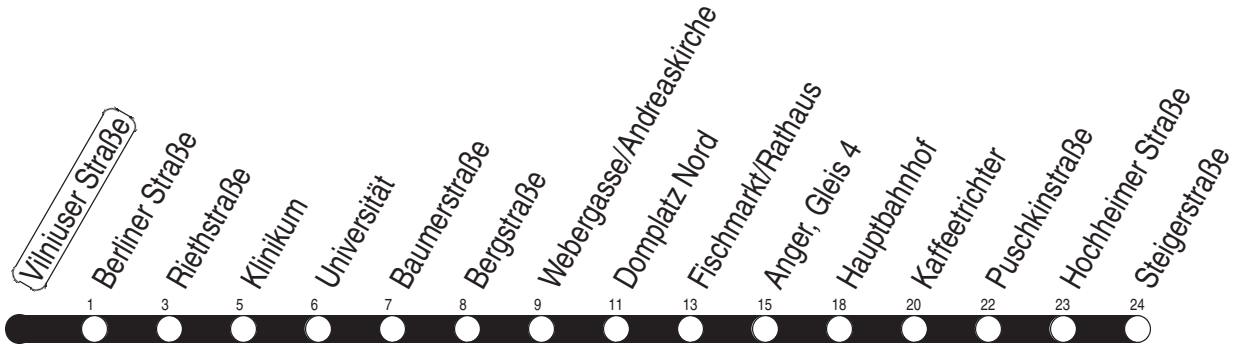 Vilniuser Straße
Berliner Straße
Riethstraße
Klinikum
Universität
Baumerstraße
Bergstraße
Webergasse/Andreaskirche
Domplatz Nord
Fischmarkt/Rathaus
Anger, Gleis 4
Hauptbahnhof
Kaffeetrichter
Puschkinstraße
Hochheimer Straße
Steigerstraße
1 3 5 6 7 8 9 11 13 15 18 20 22 23 24